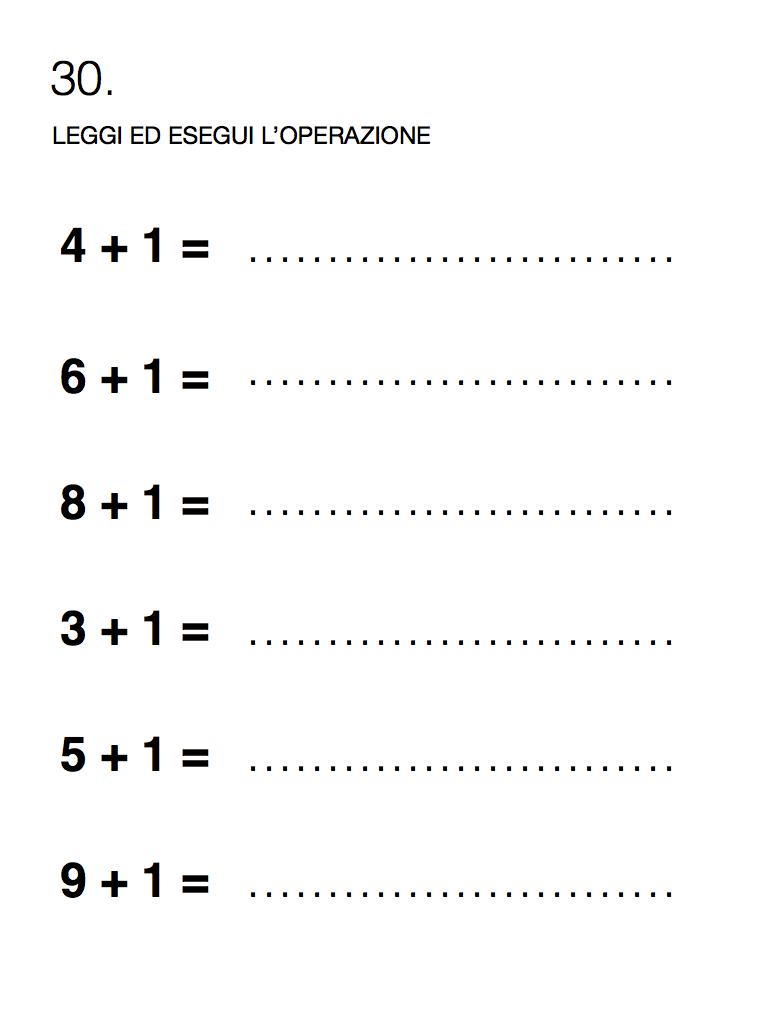 30.
LEGGI ED ESEGUI L’OPERAZIONE
4 + 1 = ...........................
6 + 1 = ...........................
8 + 1 = ...........................
3 + 1 = ...........................
5 + 1 = ...........................
9 + 1 = ...........................